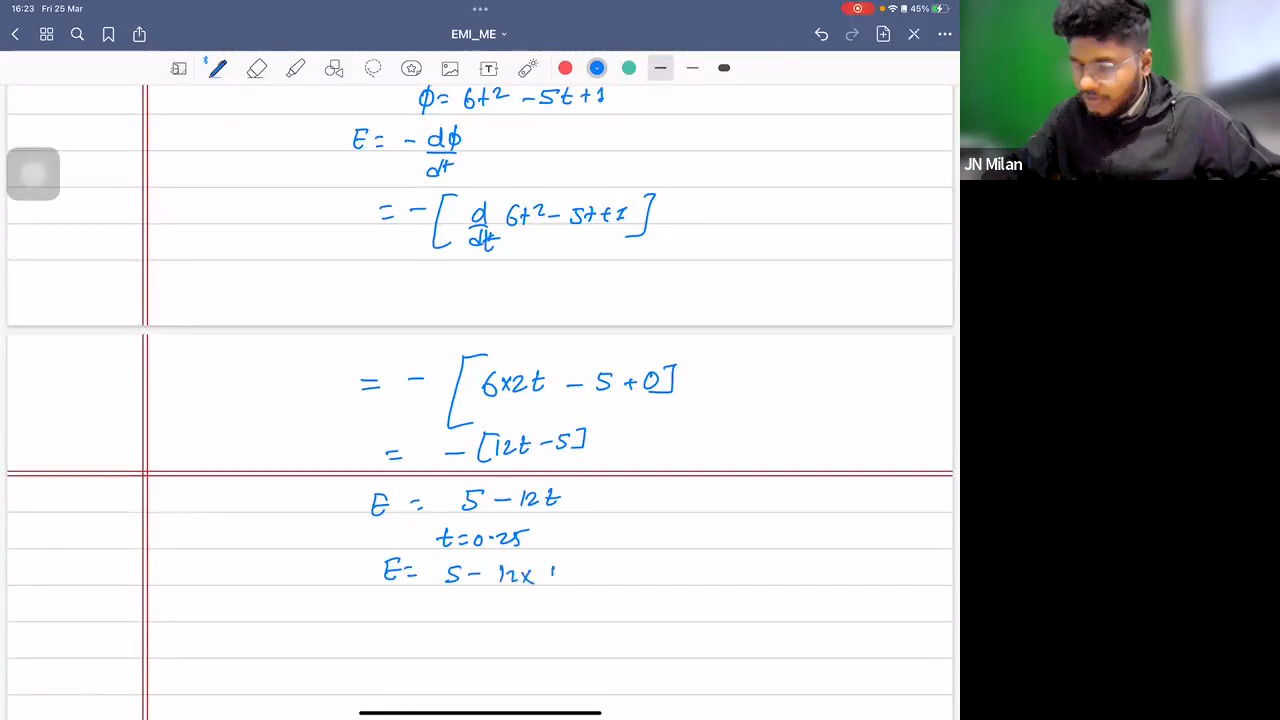 16:23 Fri 25 Mar
45%
EMI_ME
JN Milan
ϕ = 6t² - 5t + 1
E = - dϕ/dt
= - [ d/dt 6t² - 5t + 1 ]
= - [ 6×2t - 5 + 0 ]
= - [12t - 5]
E = 5 - 12t
t = 0.25
E = 5 - 12×